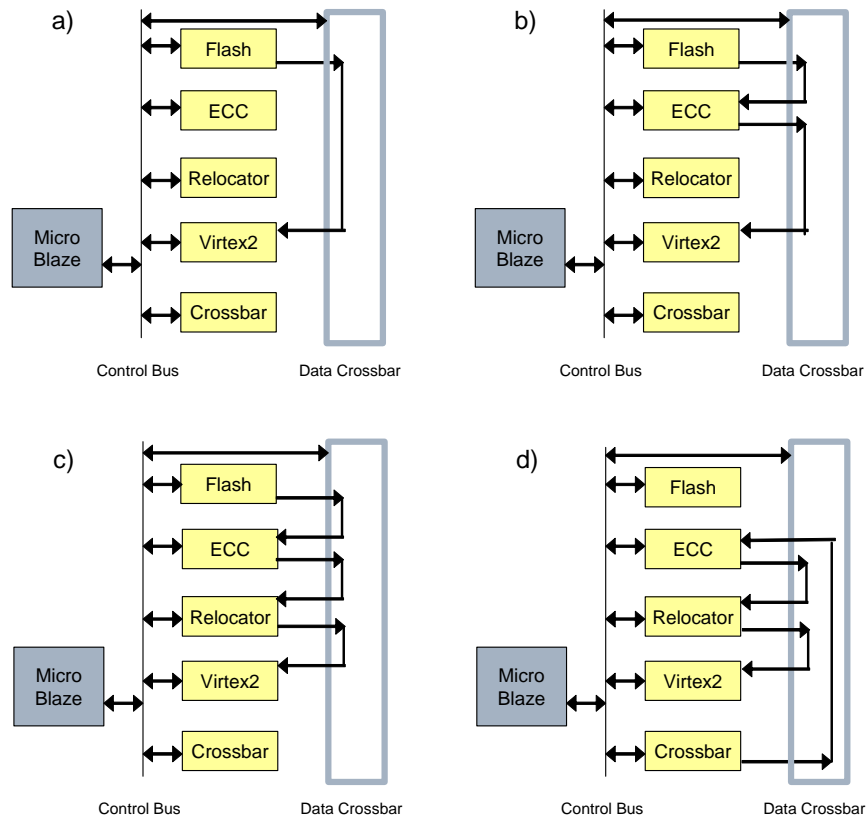 a)
Flash
ECC
Relocator
Micro
Blaze
Virtex2
Crossbar
Control Bus
Data Crossbar
b)
Flash
ECC
Relocator
Micro
Blaze
Virtex2
Crossbar
Control Bus
Data Crossbar
c)
Flash
ECC
Relocator
Micro
Blaze
Virtex2
Crossbar
Control Bus
Data Crossbar
d)
Flash
ECC
Relocator
Micro
Blaze
Virtex2
Crossbar
Control Bus
Data Crossbar